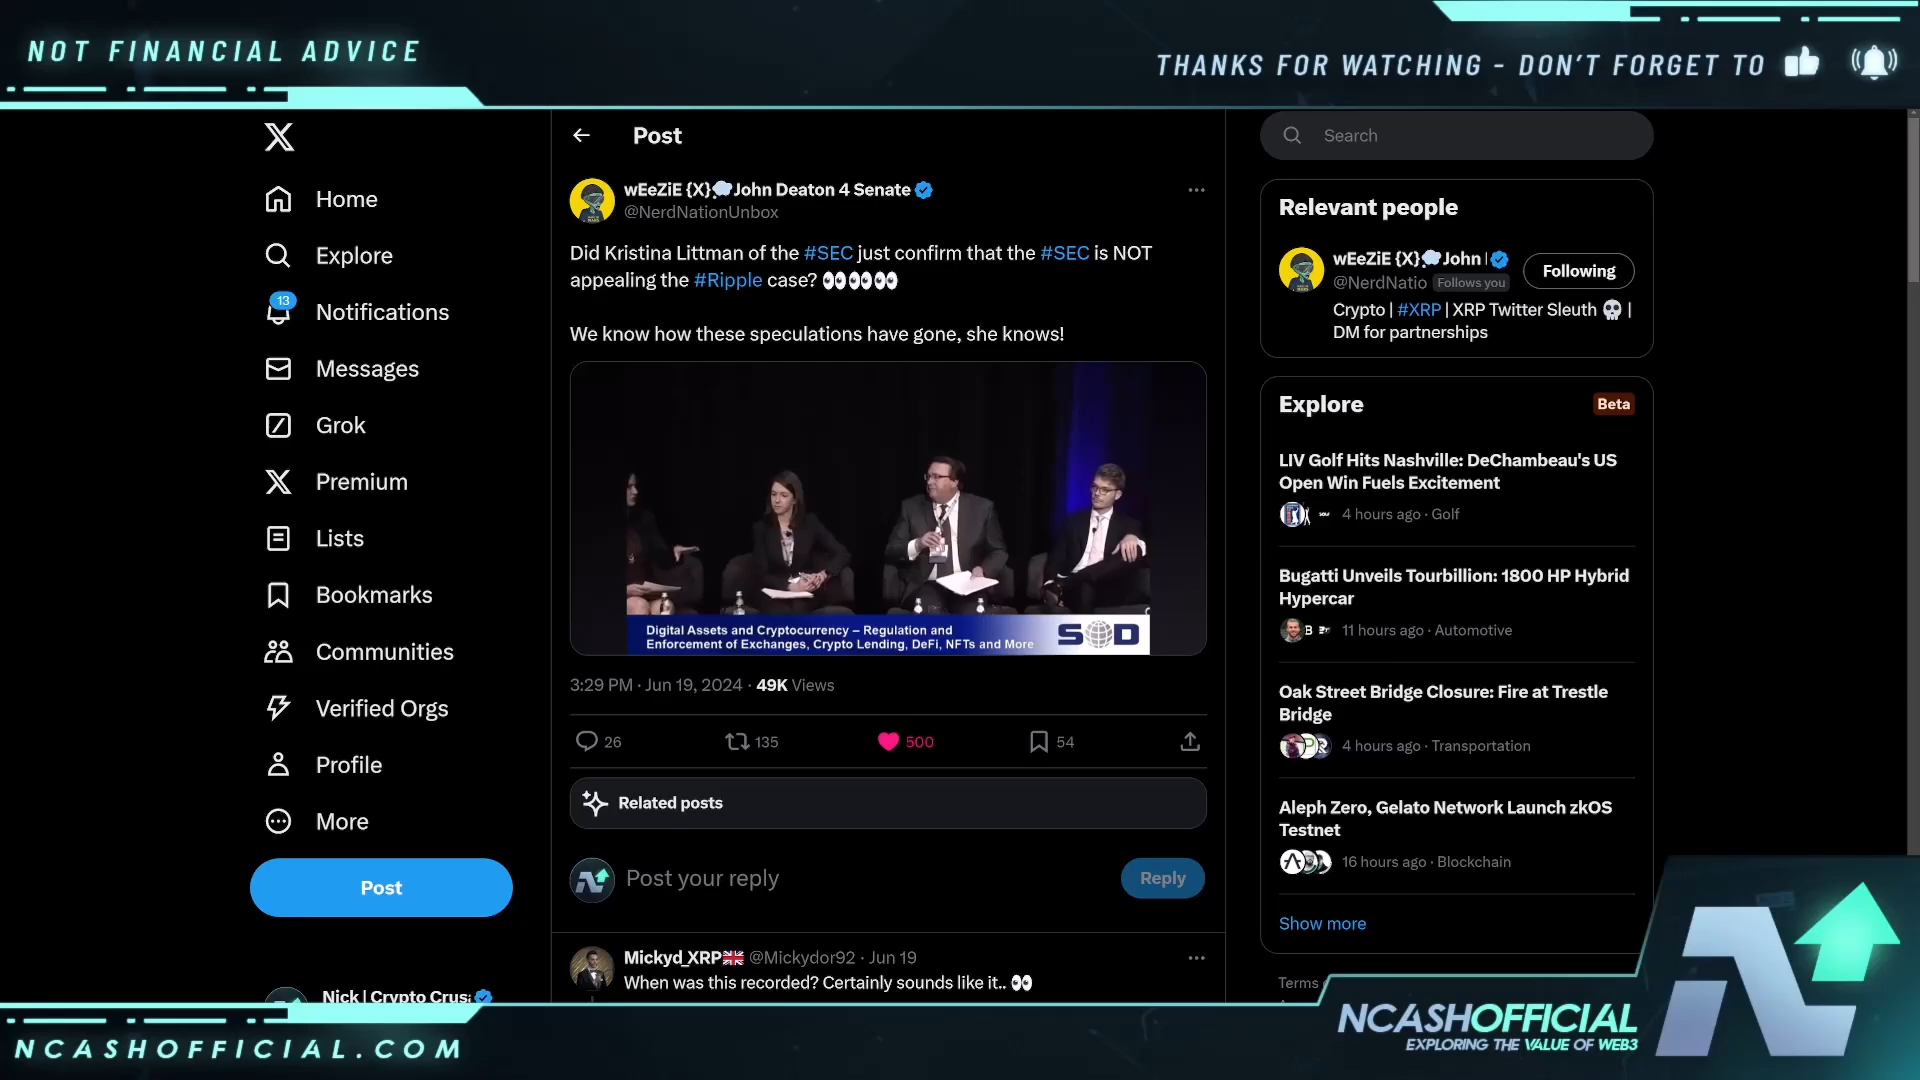 NOT FINANCIAL ADVICE
THANKS FOR WATCHING - DON'T FORGET TO
Home
Explore
13
Notifications
Messages
Grok
Premium
Lists
Bookmarks
Communities
Verified Orgs
Profile
More
Post
Nick | Crypto Crus
Post
wEeZiE {X}💭John Deaton 4 Senate
@NerdNationUnbox
Did Kristina Littman of the #SEC just confirm that the #SEC is NOT
appealing the #Ripple case? 👀👀👀
We know how these speculations have gone, she knows!
Digital Assets and Cryptocurrency – Regulation and
Enforcement of Exchanges, Crypto Lending, DeFi, NFTs and More
3:29 PM · Jun 19, 2024 · 49K Views
26 135 500 54
Related posts
Post your reply
Reply
Mickyd_XRP🇬🇧 @Mickydor92 · Jun 19
When was this recorded? Certainly sounds like it.. 👀
Search
Relevant people
wEeZiE {X}💭John
@NerdNatio Follows you
Following
Crypto | #XRP | XRP Twitter Sleuth 💀 |
DM for partnerships
Explore
Beta
LIV Golf Hits Nashville: DeChambeau's US
Open Win Fuels Excitement
4 hours ago · Golf
Bugatti Unveils Tourbillion: 1800 HP Hybrid
Hypercar
11 hours ago · Automotive
Oak Street Bridge Closure: Fire at Trestle
Bridge
4 hours ago · Transportation
Aleph Zero, Gelato Network Launch zkOS
Testnet
16 hours ago · Blockchain
Show more
Terms
NCASHOFFICIAL.COM
NCASHOFFICIAL
EXPLORING THE VALUE OF WEB3